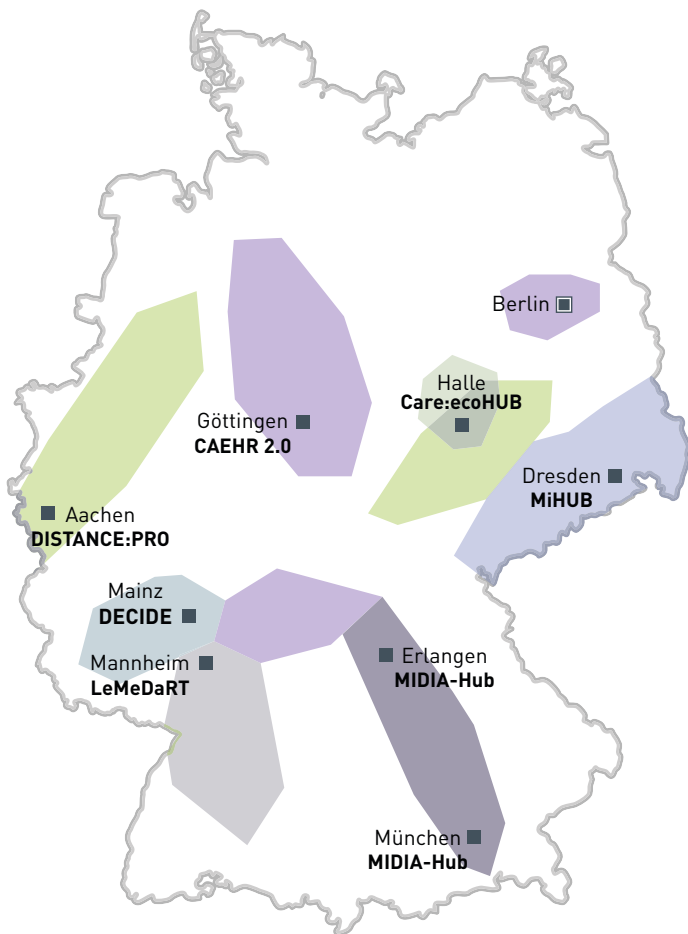 Berlin
Halle
Care:ecoHUB
Göttingen
CAEHR 2.0
Dresden
MiHUB
Aachen
DISTANCE:PRO
Mainz
DECIDE
Mannheim
LeMeDaRT
Erlangen
MIDIA-Hub
München
MIDIA-Hub